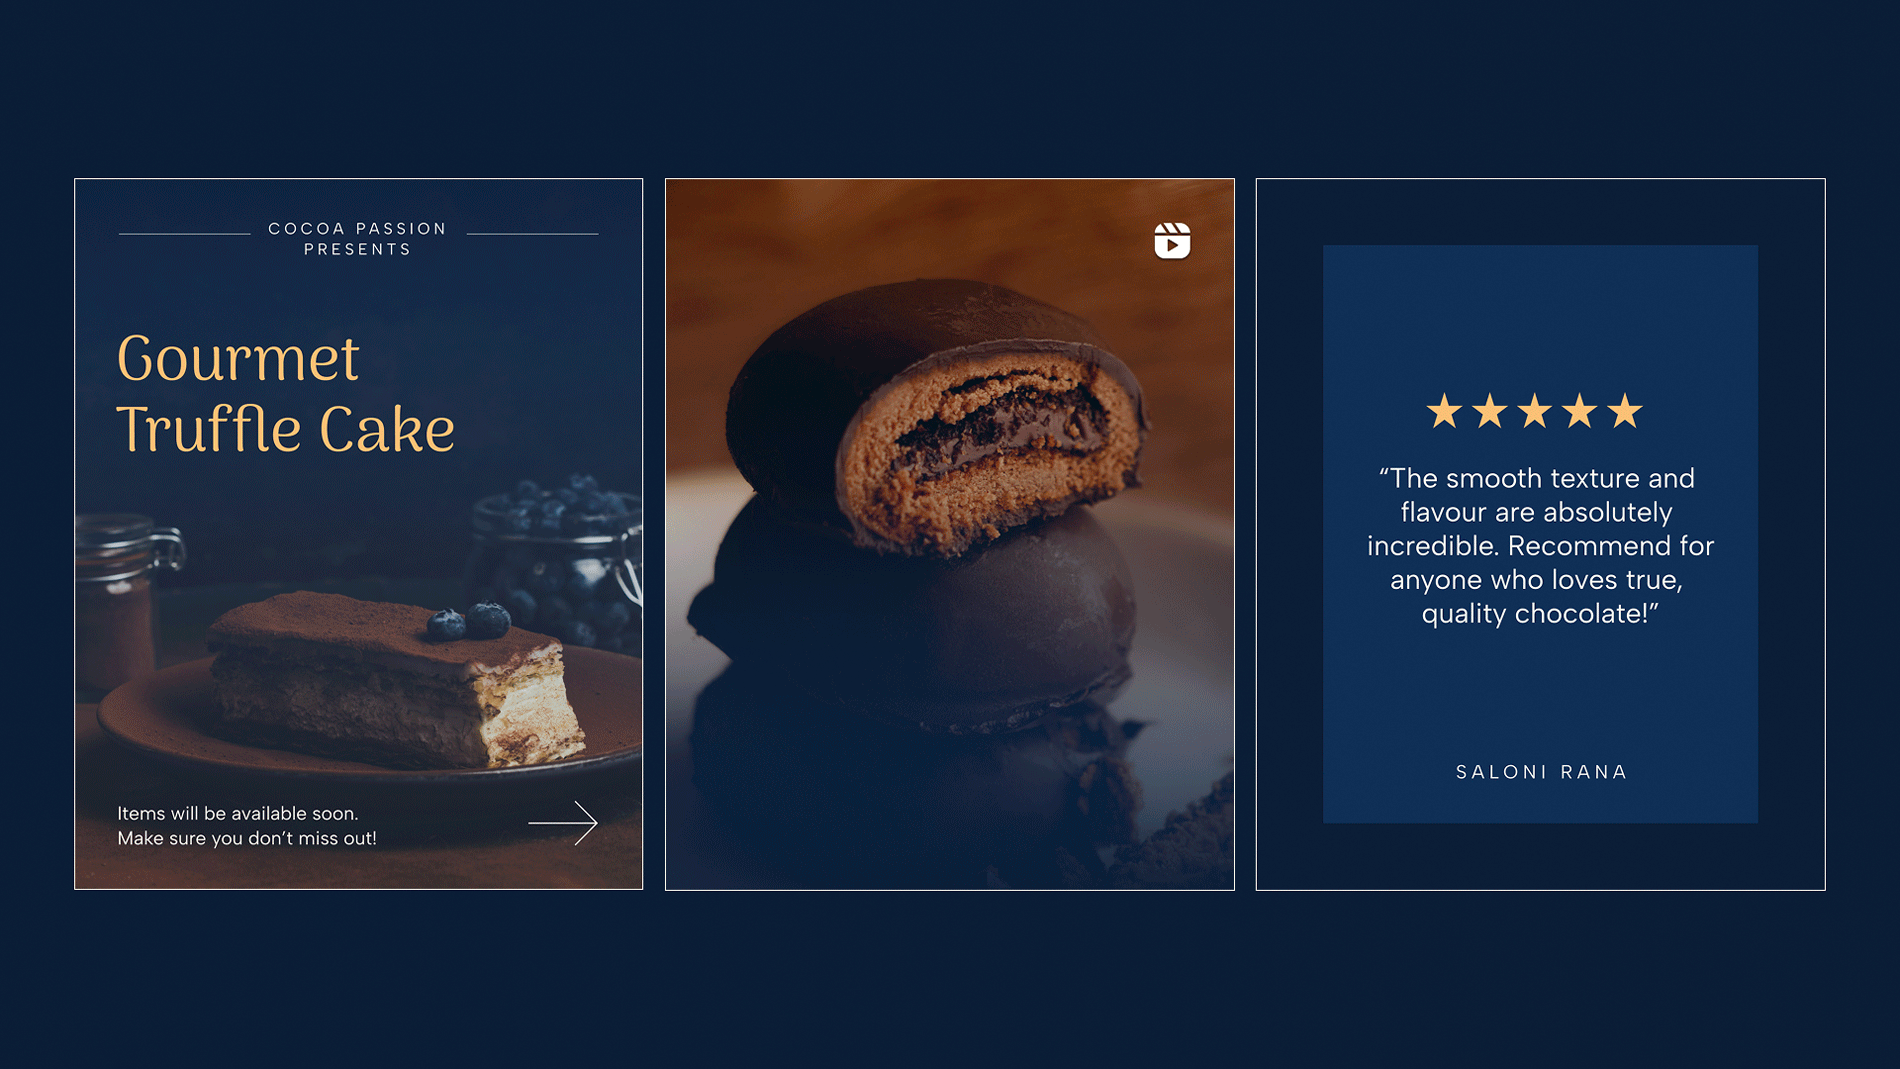 COCOA PASSION
PRESENTS
Gourmet
Truffle Cake
Items will be available soon.
Make sure you don’t miss out!
“The smooth texture and
flavour are absolutely
incredible. Recommend for
anyone who loves true,
quality chocolate!”
SALONI RANA